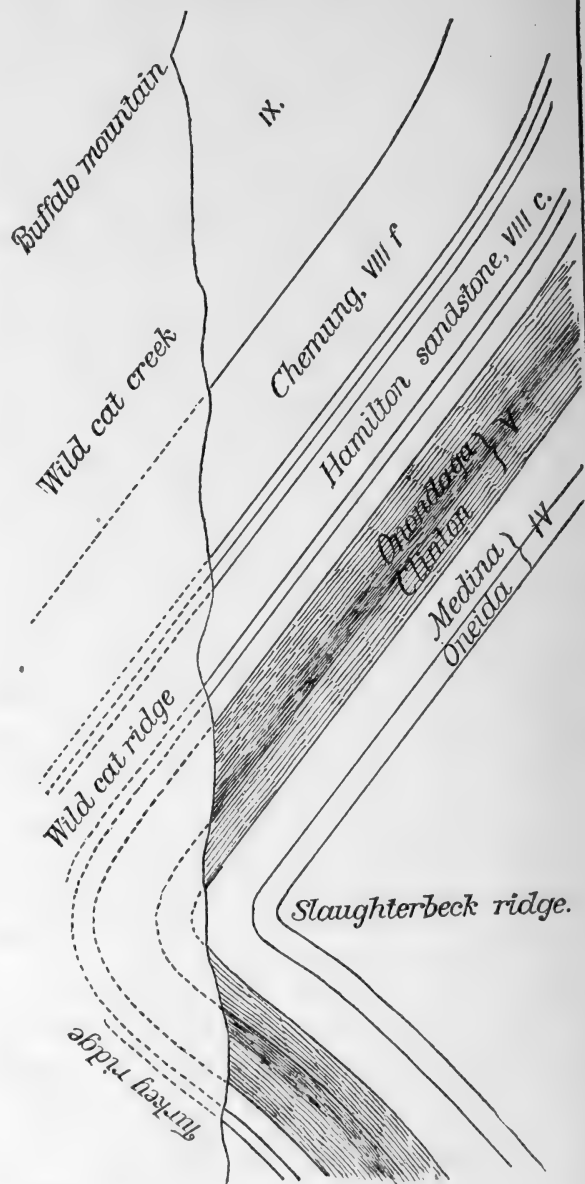 Buffalo mountain
IX.
Wild cat creek
Chemung, VIII f
Hamilton sandstone, VIII c.
Onondaga } V
Clinton
Medina } IV
Oneida
Wild cat ridge
Slaughterbeck ridge.
Turkey ridge